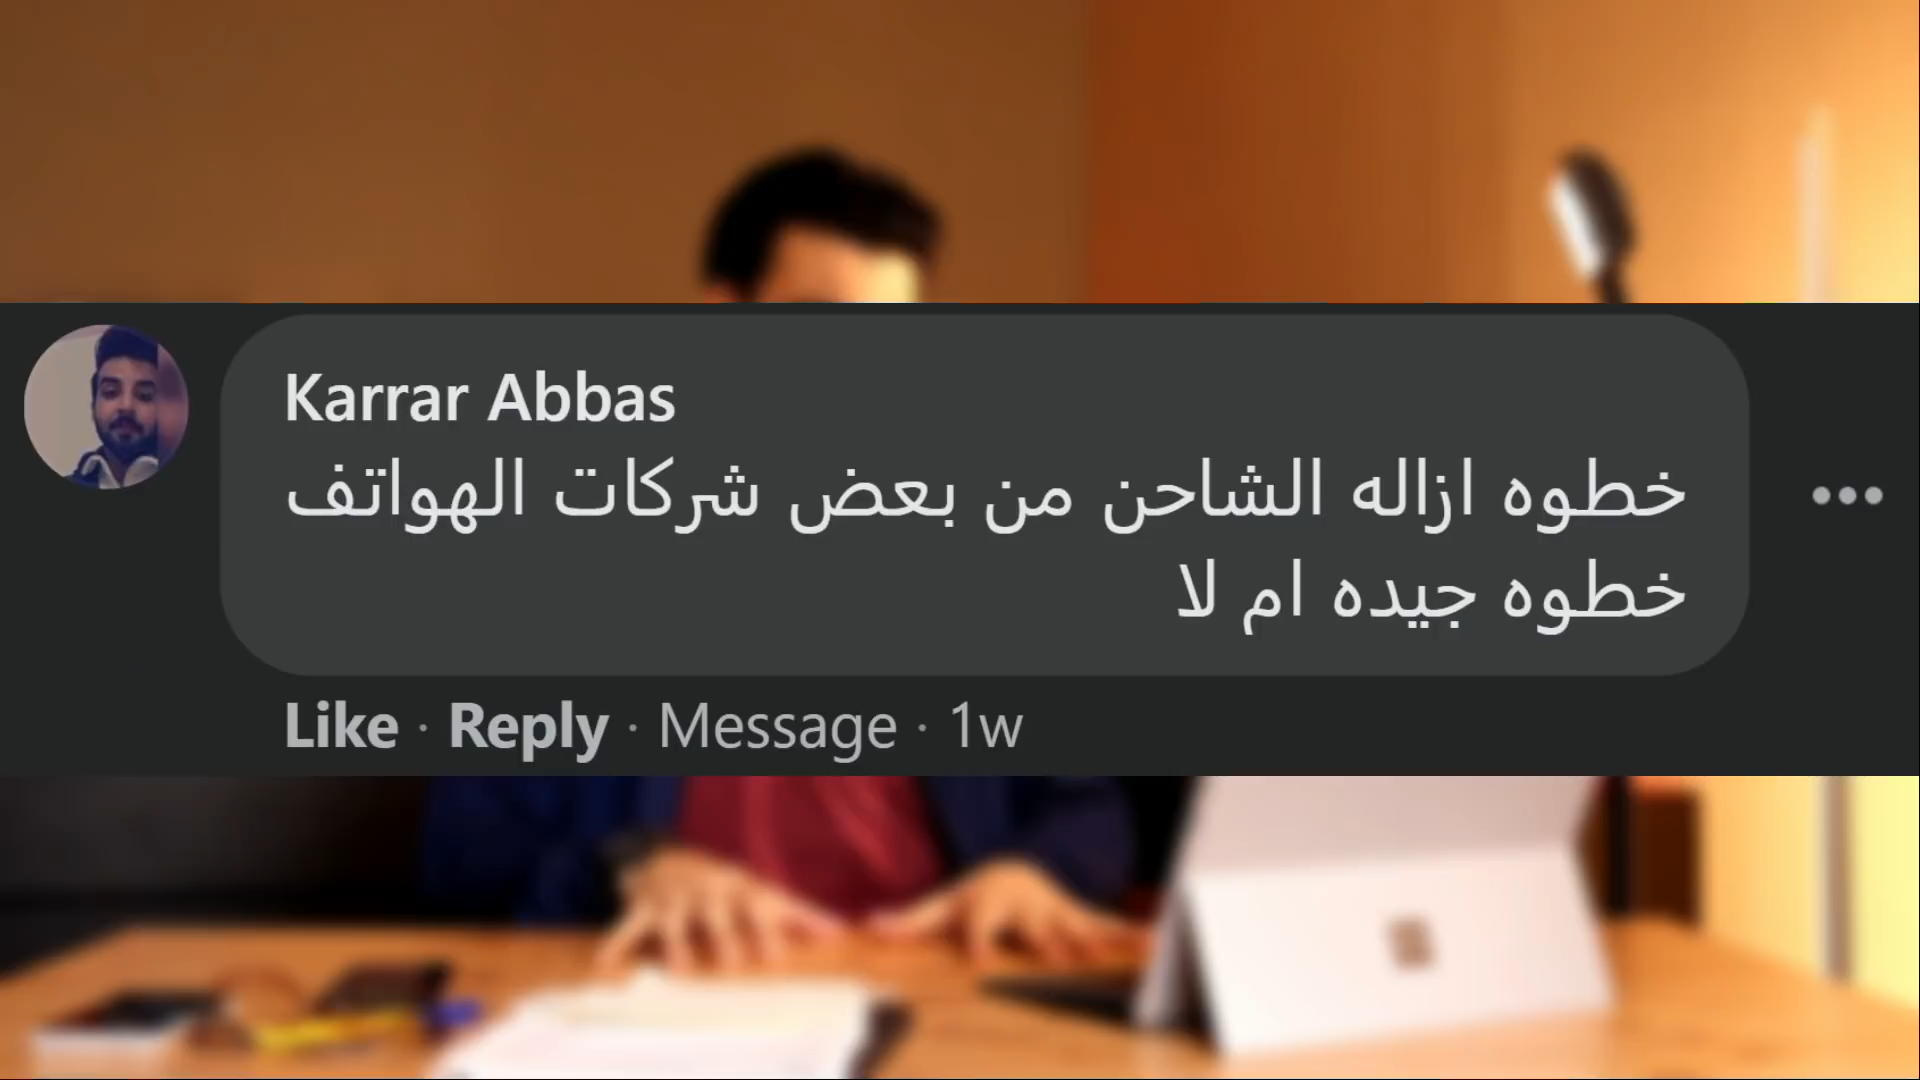 Karrar Abbas
خطوه ازاله الشاحن من بعض شركات الهواتف
خطوه جيده ام لا
Like · Reply · Message · 1w